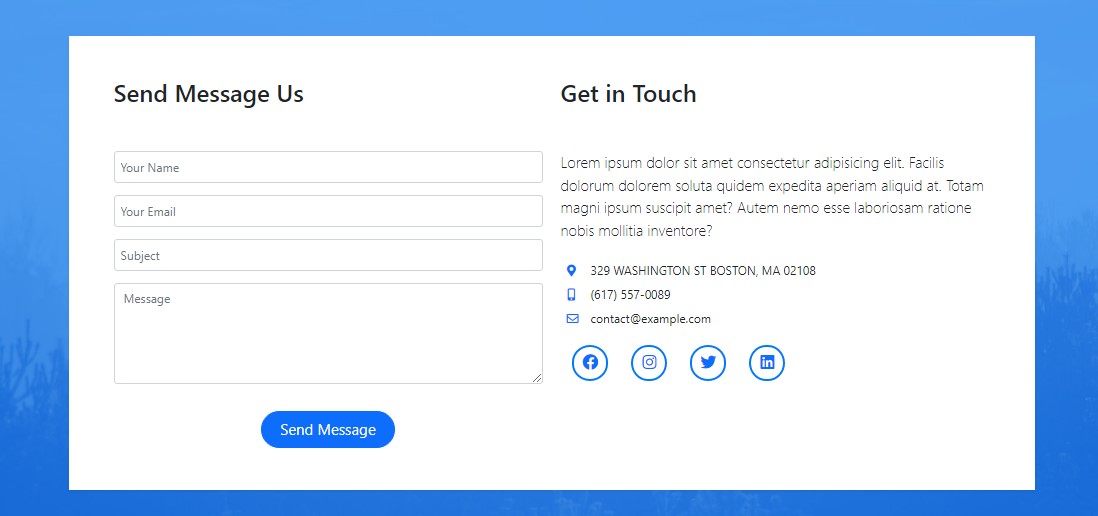 Send Message Us
Your Name
Your Email
Subject
Message
Send Message
Get in Touch
Lorem ipsum dolor sit amet consectetur adipisicing elit. Facilis
dolorum dolorem soluta quidem expedita aperiam aliquid at. Totam
magni ipsum suscipit amet? Autem nemo esse laboriosam ratione
nobis mollitia inventore?
329 WASHINGTON ST BOSTON, MA 02108
(617) 557-0089
contact@example.com